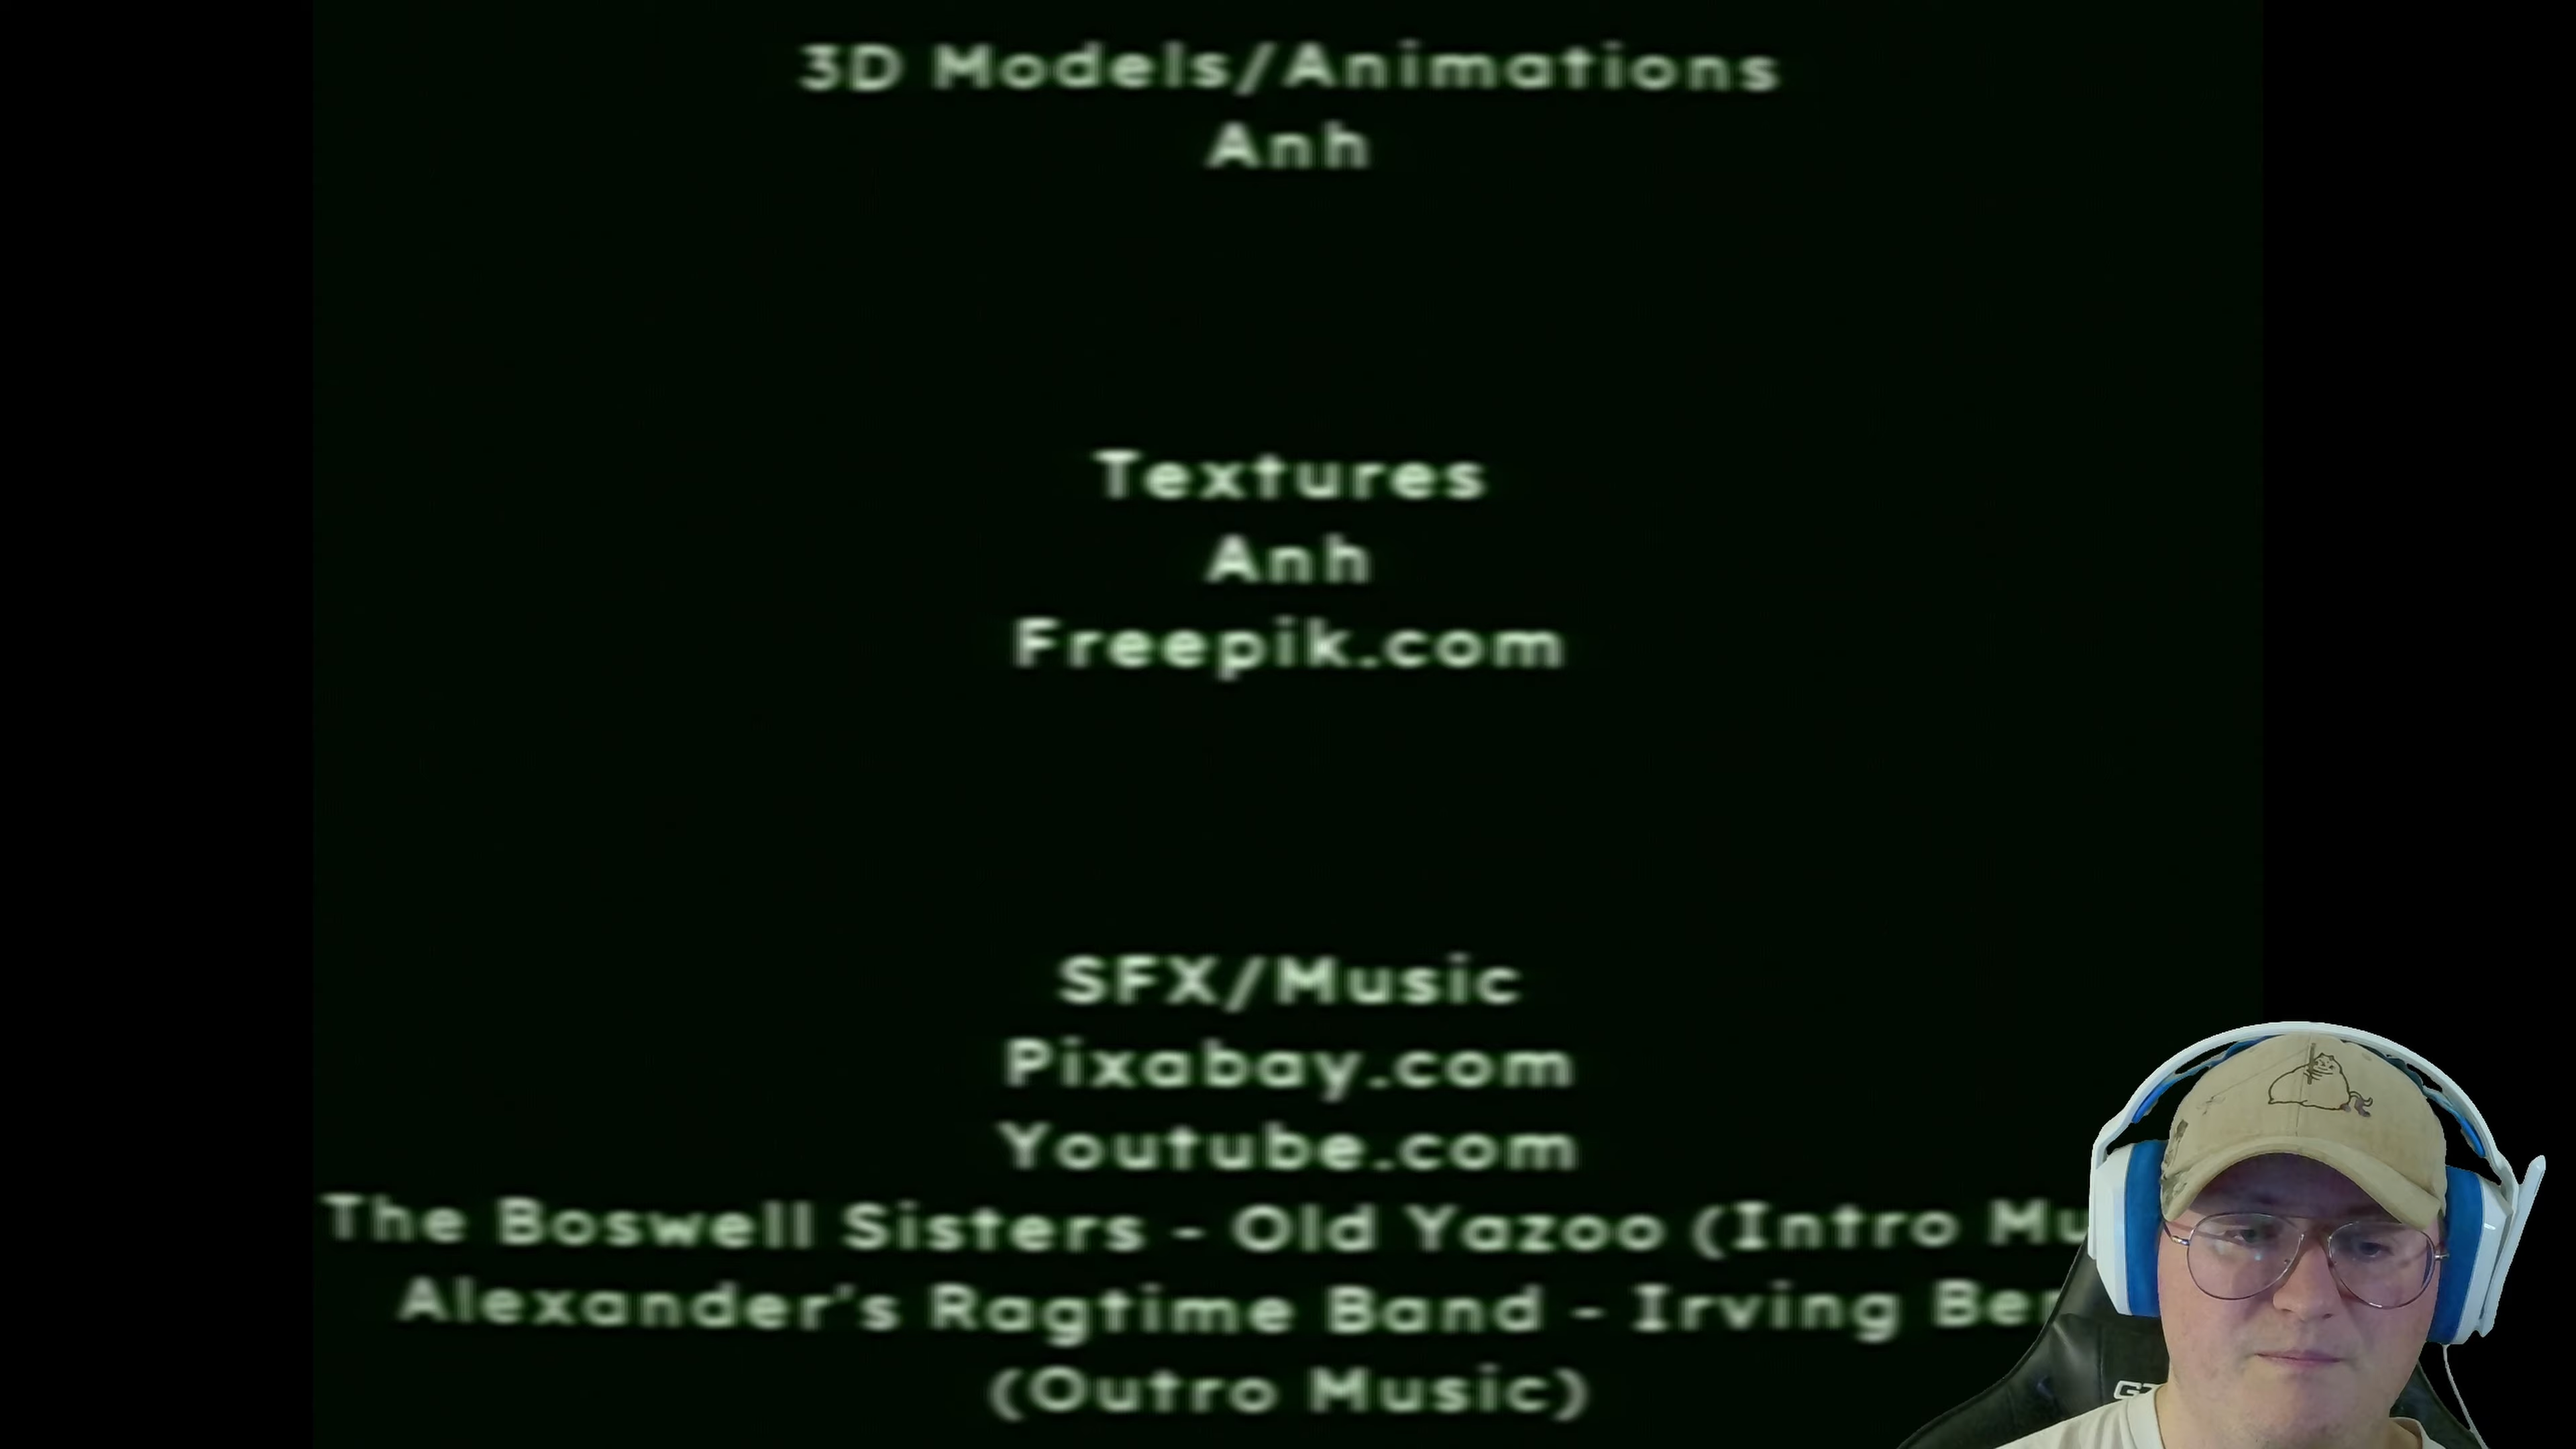 3D Models/Animations
Anh
Textures
Anh
Freepik.com
SFX/Music
Pixabay.com
Youtube.com
The Boswell Sisters - Old Yazoo (Intro
Alexander's Ragtime Band - Irving
(Outro Music)